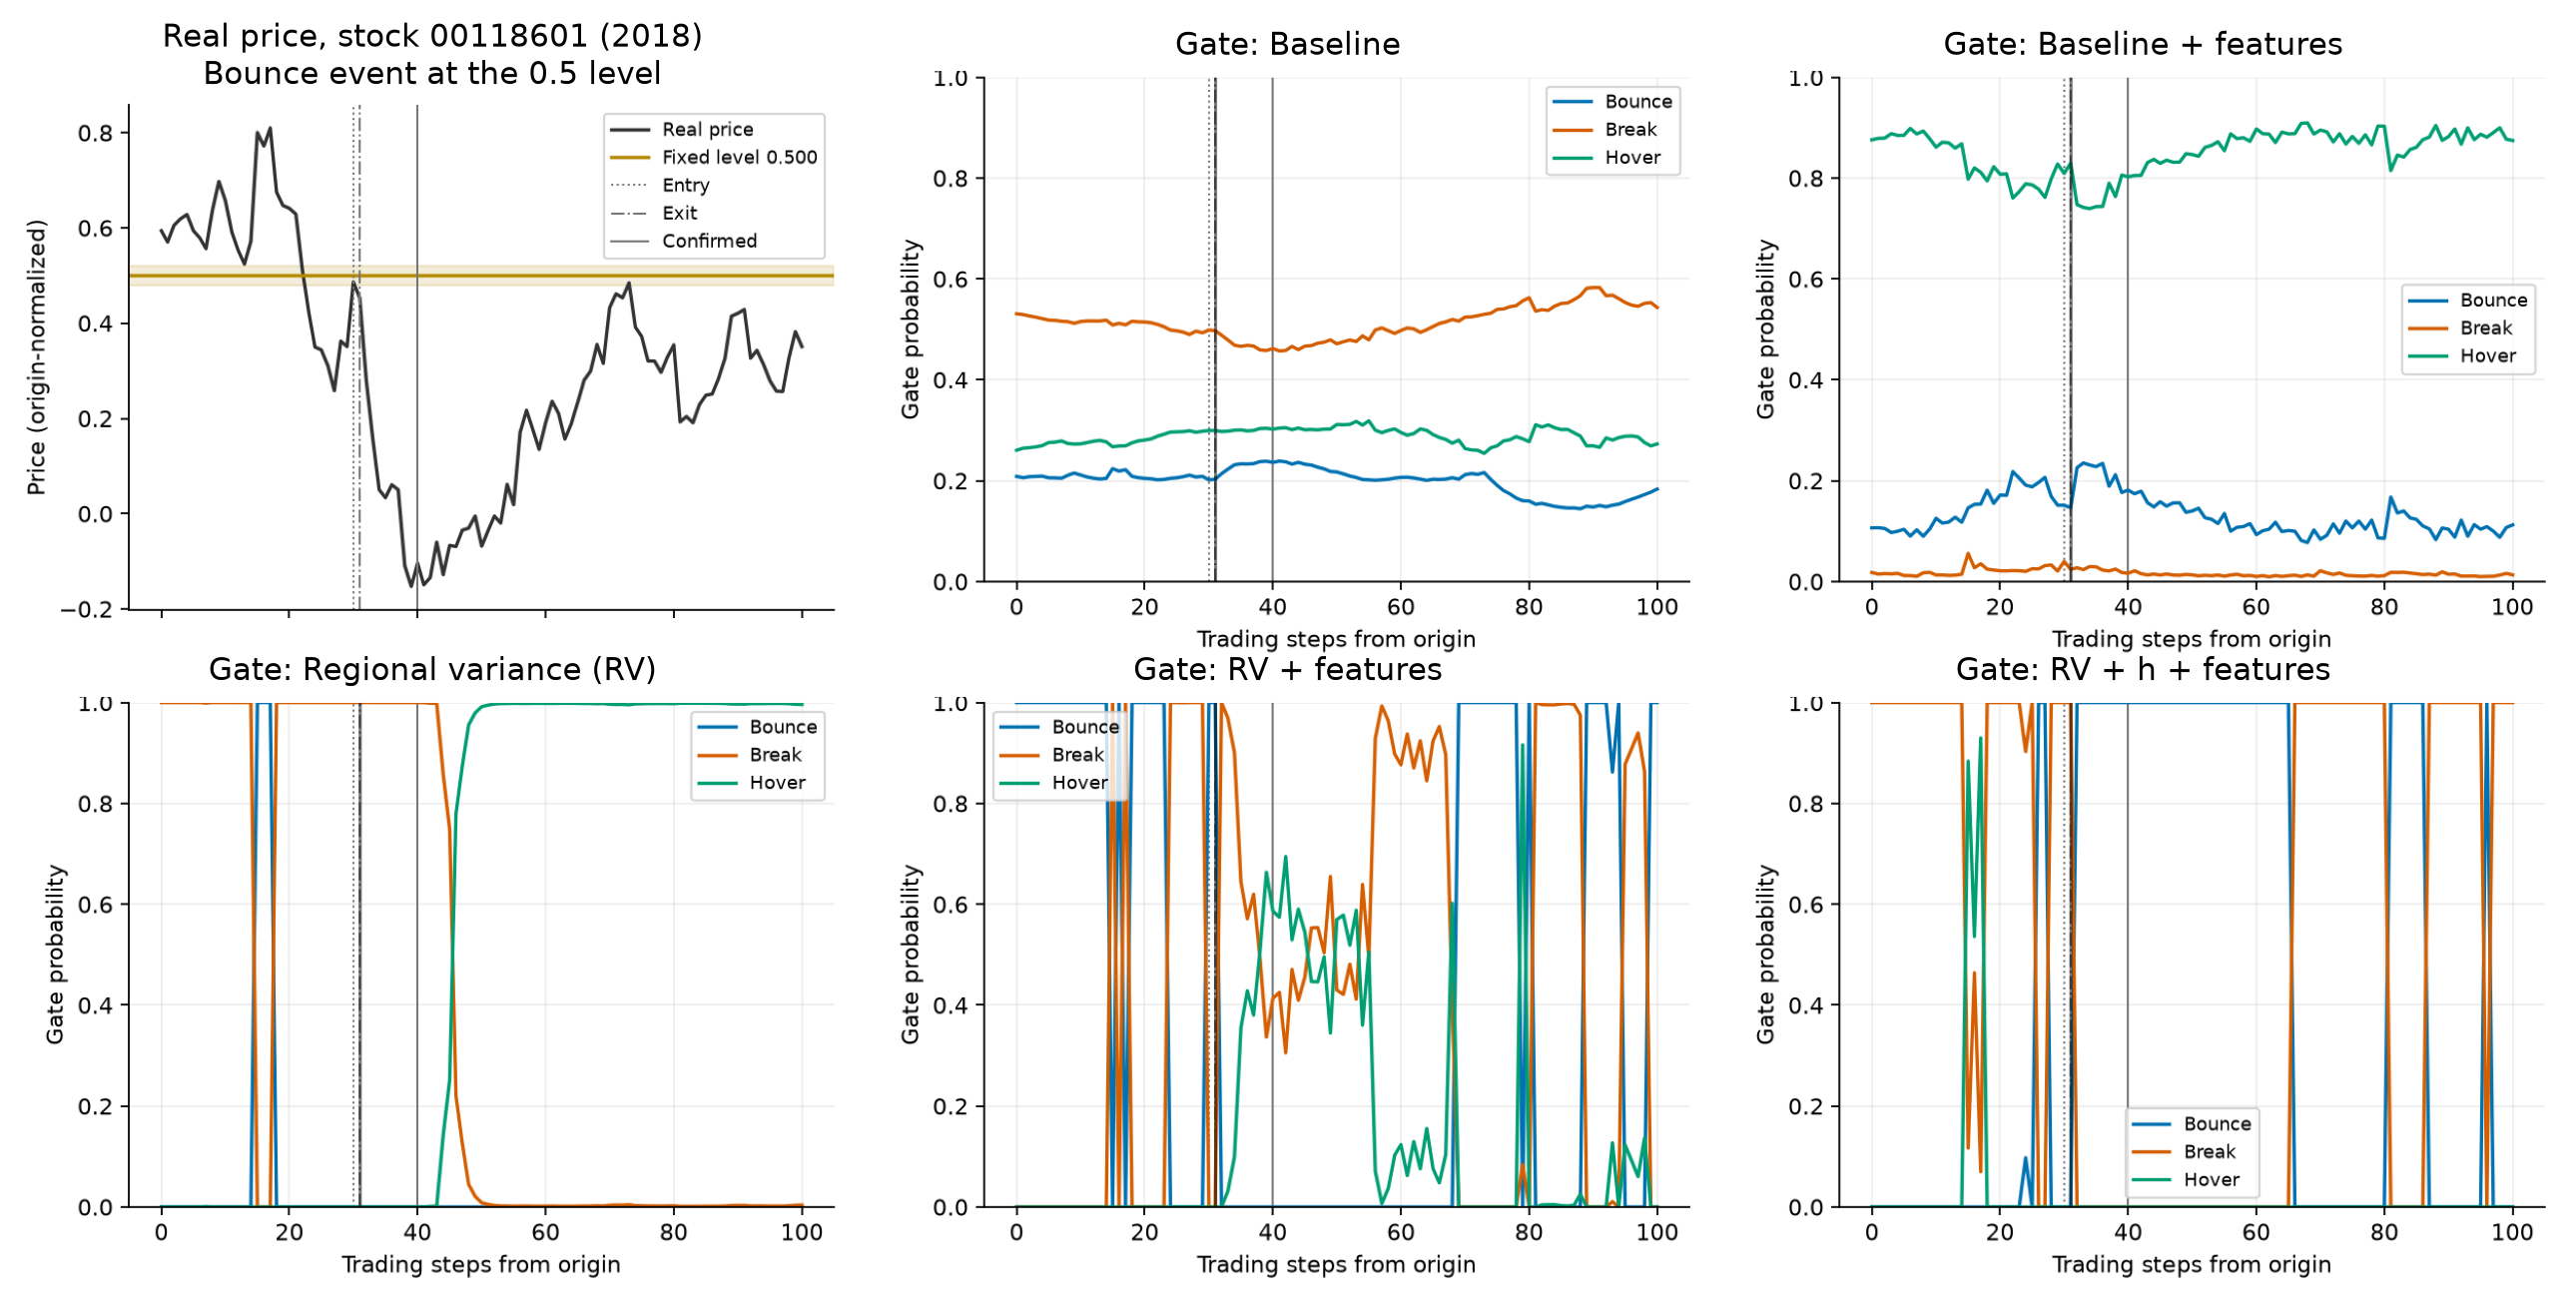 Real price, stock 00118601 (2018)
Bounce event at the 0.5 level
Price (origin-normalized)
0.8
0.6
0.4
0.2
0.0
−0.2
Real price
Fixed level 0.500
Entry
Exit
Confirmed
Gate: Baseline
Gate probability
1.0
0.8
0.6
0.4
0.2
0.0
Bounce
Break
Hover
0 20 40 60 80 100
Trading steps from origin
Gate: Baseline + features
Gate probability
1.0
0.8
0.6
0.4
0.2
0.0
Bounce
Break
Hover
0 20 40 60 80 100
Trading steps from origin
Gate: Regional variance (RV)
Gate probability
1.0
0.8
0.6
0.4
0.2
0.0
Bounce
Break
Hover
0 20 40 60 80 100
Trading steps from origin
Gate: RV + features
Gate probability
1.0
0.8
0.6
0.4
0.2
0.0
Bounce
Break
Hover
0 20 40 60 80 100
Trading steps from origin
Gate: RV + h + features
Gate probability
1.0
0.8
0.6
0.4
0.2
0.0
Bounce
Break
Hover
0 20 40 60 80 100
Trading steps from origin